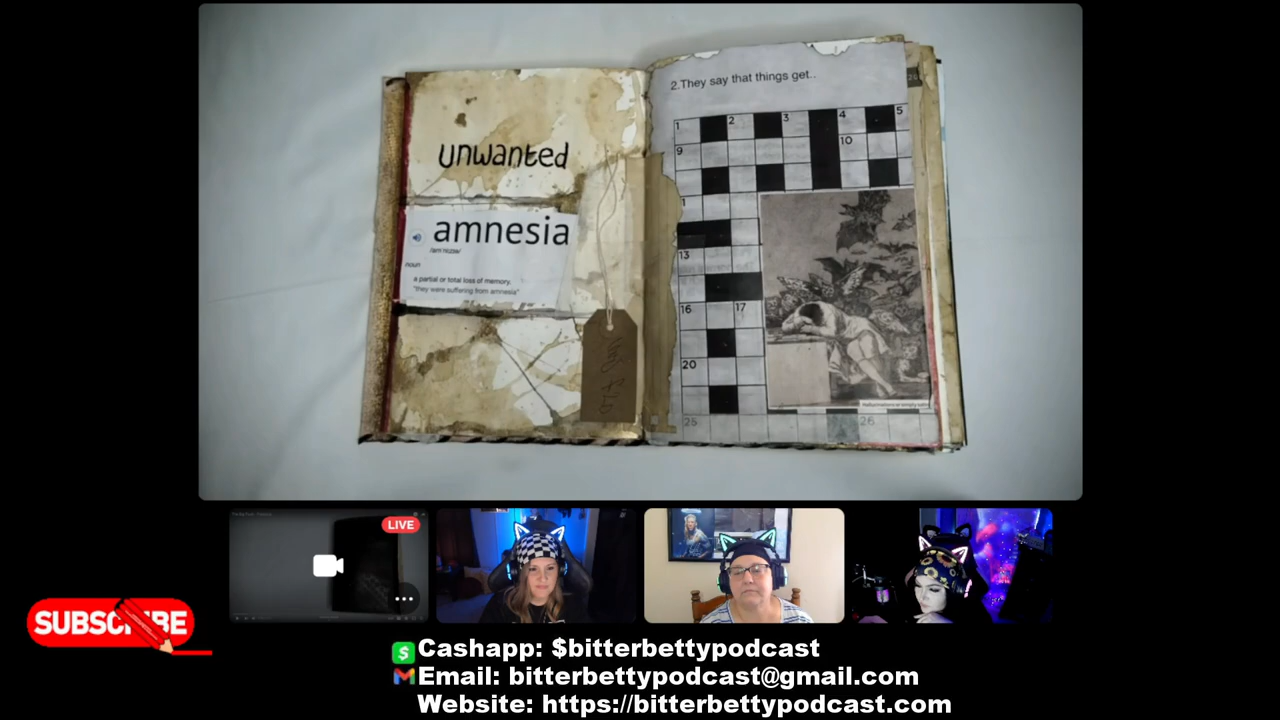 2.They say that things get..
unwanted
amnesia
noun
a partial or total loss of memory.
"they were suffering from amnesia"
1
2
3
4
5
9
10
13
16
17
20
25
26
LIVE
SUBSCRIBE
Cashapp: $bitterbettypodcast
Email: bitterbettypodcast@gmail.com
Website: https://bitterbettypodcast.com